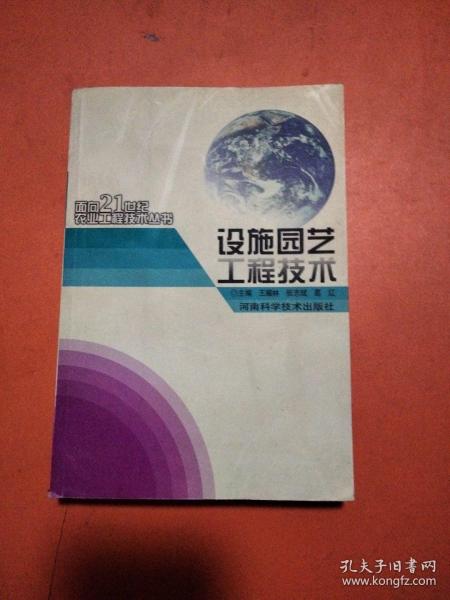 面向21世纪
农业工程技术丛书
设施园艺
工程技术
◎主编 王耀林 张志斌 葛红
河南科学技术出版社
孔夫子旧书网
www.kongfz.com